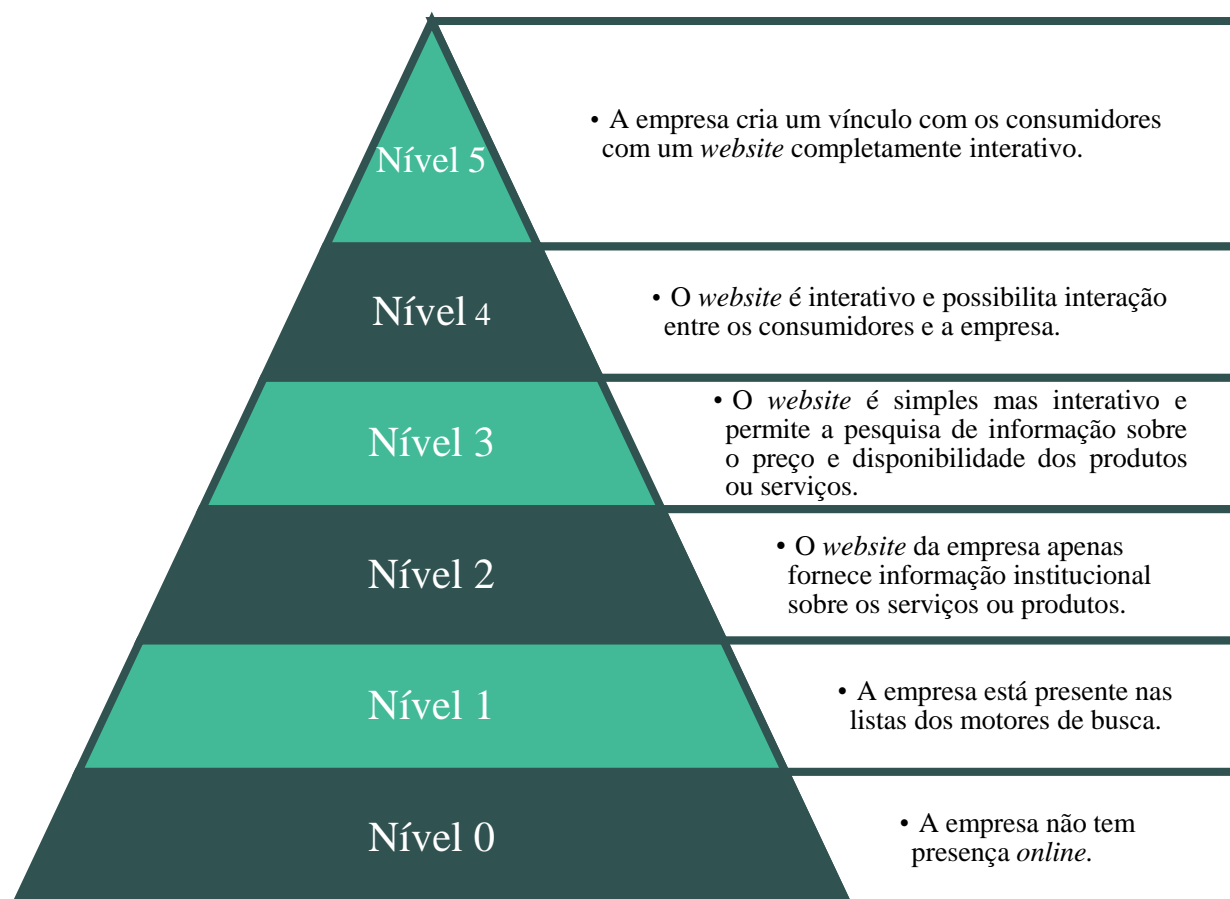 Nível 5
• A empresa cria um vínculo com os consumidores
com um website completamente interativo.
Nível 4
• O website é interativo e possibilita interação
entre os consumidores e a empresa.
Nível 3
• O website é simples mas interativo e
permite a pesquisa de informação sobre
o preço e disponibilidade dos produtos
ou serviços.
Nível 2
• O website da empresa apenas
fornece informação institucional
sobre os serviços ou produtos.
Nível 1
• A empresa está presente nas
listas dos motores de busca.
Nível 0
• A empresa não tem
presença online.